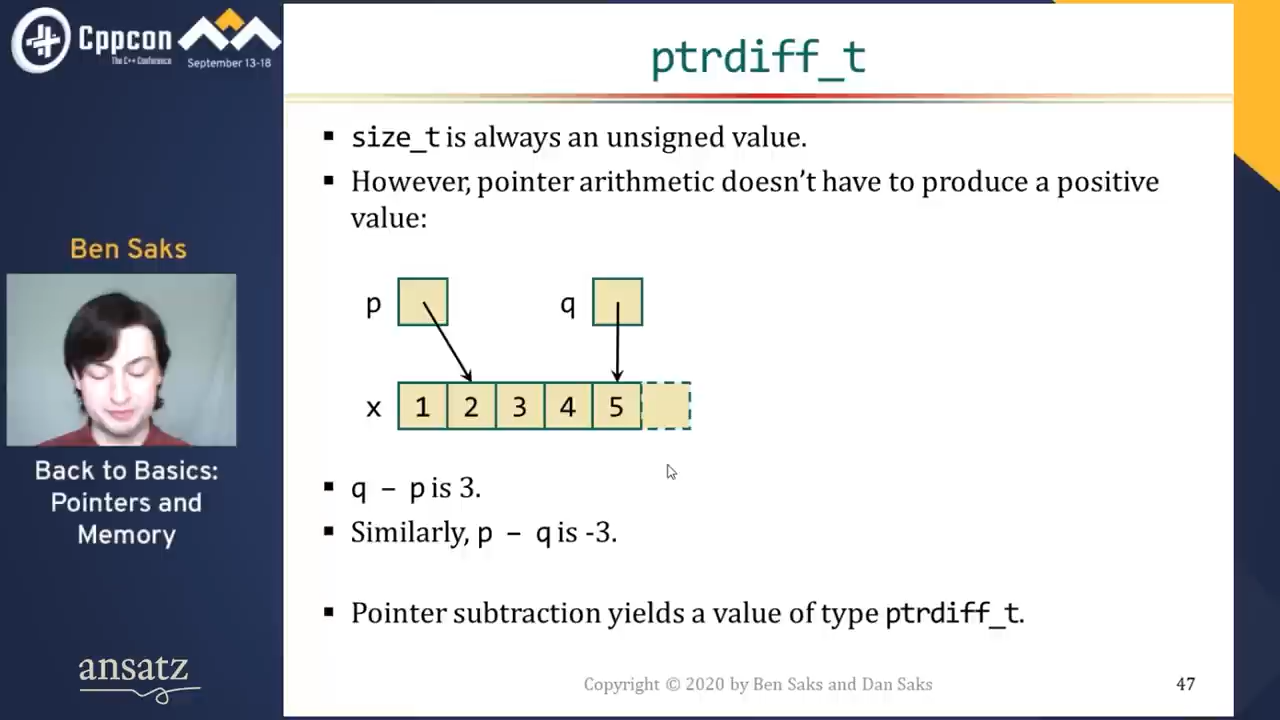 Cppcon
The C++ Conference
September 13-18
Ben Saks
Back to Basics:
Pointers and
Memory
ansatz
ptrdiff_t
▪ size_t is always an unsigned value.
▪ However, pointer arithmetic doesn’t have to produce a positive
value:
p q
x 1 2 3 4 5
▪ q – p is 3.
▪ Similarly, p – q is -3.
▪ Pointer subtraction yields a value of type ptrdiff_t.
Copyright © 2020 by Ben Saks and Dan Saks
47